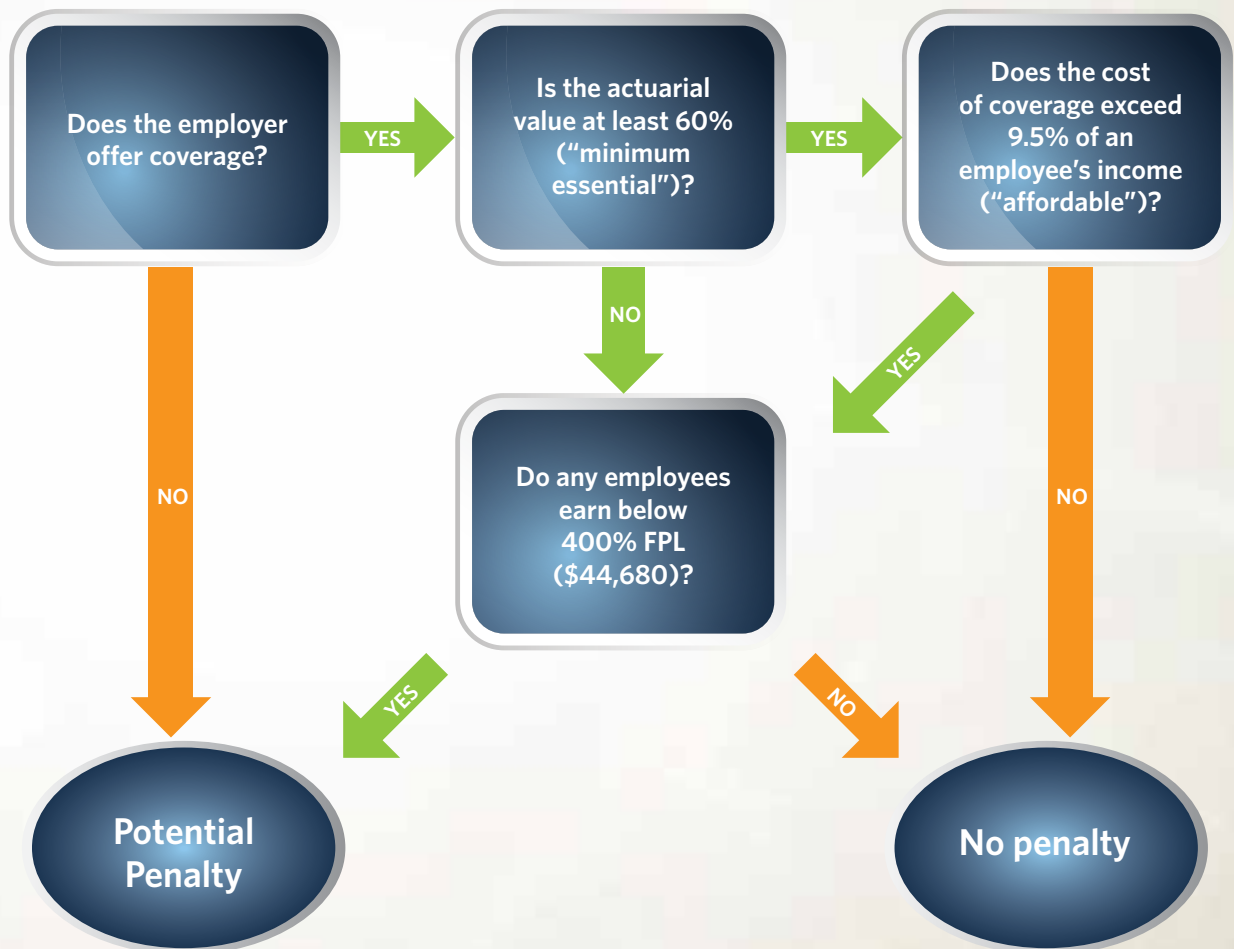 Does the employer
offer coverage?
YES
Is the actuarial
value at least 60%
(“minimum
essential”)?
YES
Does the cost
of coverage exceed
9.5% of an
employee’s income
(“affordable”)?
NO
NO
YES
NO
Do any employees
earn below
400% FPL
($44,680)?
YES
NO
Potential
Penalty
No penalty